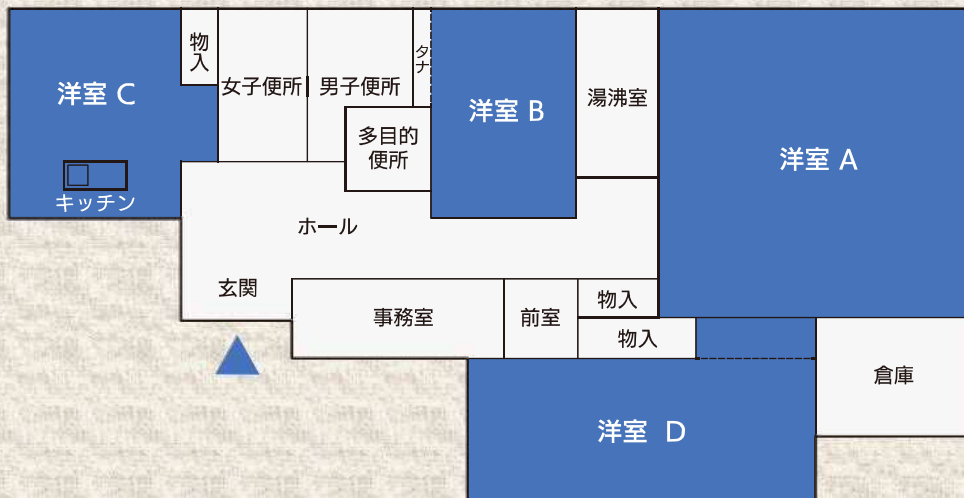 物入
女子便所
男子便所
タナ
洋室 C
洋室 B
湯沸室
多目的
便所
洋室 A
キッチン
ホール
玄関
事務室
前室
物入
物入
倉庫
洋室 D